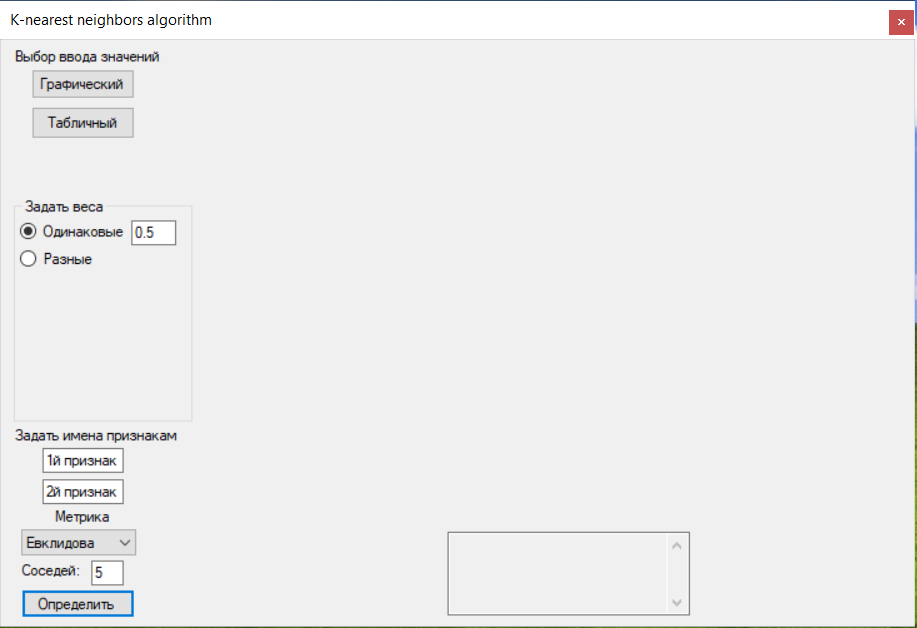 K-nearest neighbors algorithm
Выбор ввода значений
Графический
Табличный
Задать веса
Одинаковые 0.5
Разные
Задать имена признакам
1й признак
2й признак
Метрика
Евклидова
Соседей: 5
Определить